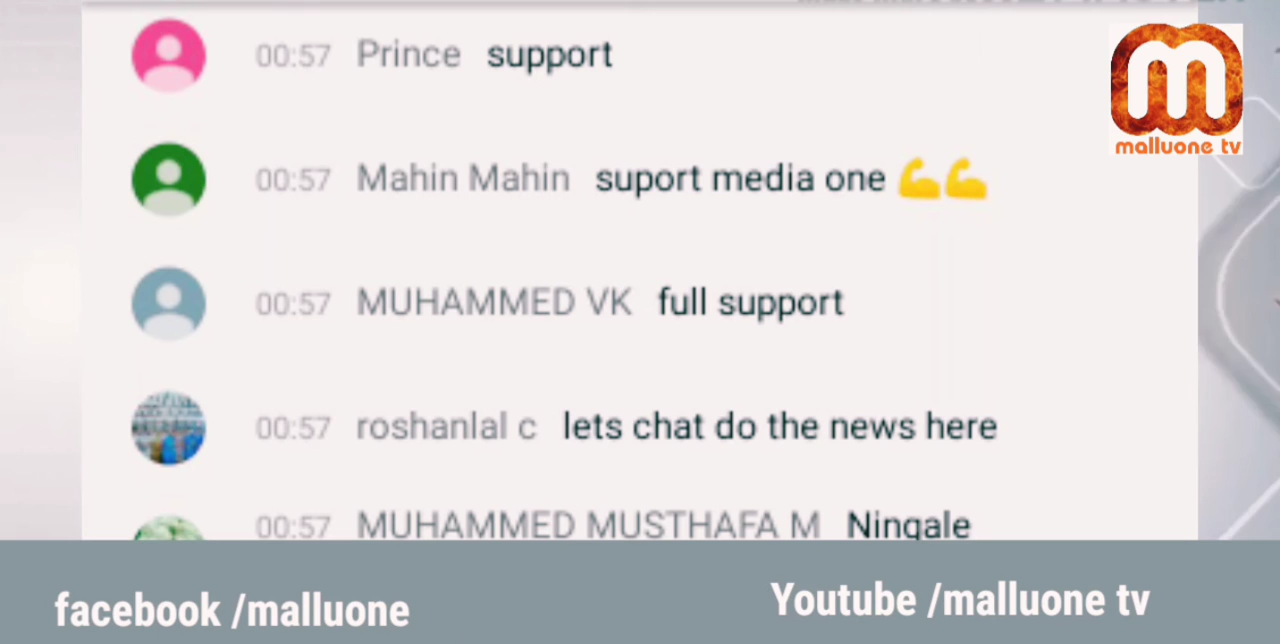 00:57 Prince support
malluone tv
00:57 Mahin Mahin suport media one 💪💪
00:57 MUHAMMED VK full support
00:57 roshanlal c lets chat do the news here
00:57 MUHAMMED MUSTHAFA M Ningale
facebook /malluone
Youtube /malluone tv